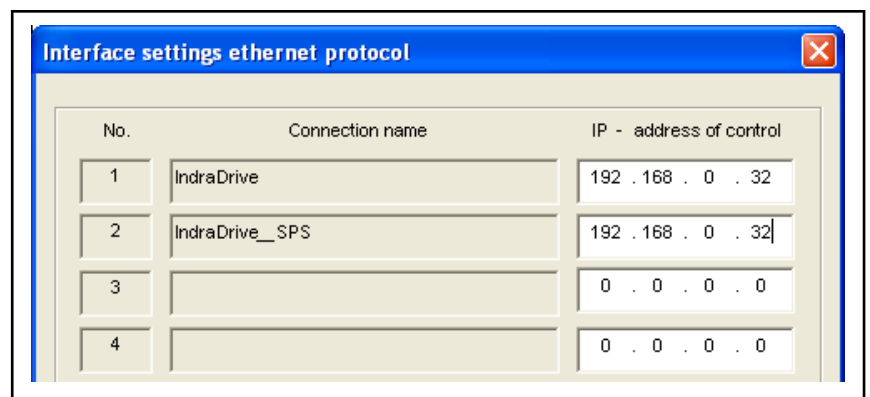 Interface settings ethernet protocol
No. Connection name IP - address of control
1 IndraDrive 192 . 168 . 0 . 32
2 IndraDrive__SPS 192 . 168 . 0 . 32
3 0 . 0 . 0 . 0
4 0 . 0 . 0 . 0